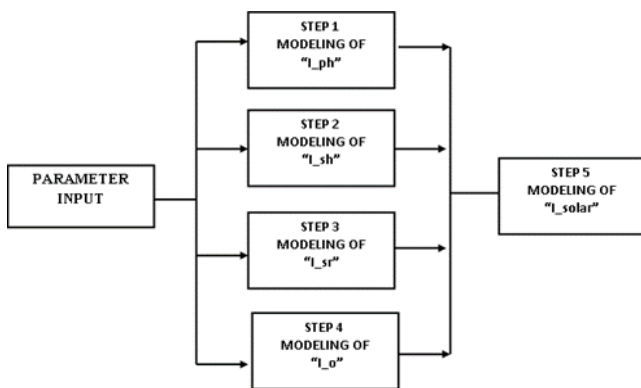 PARAMETER
INPUT
STEP 1
MODELING OF
“I_ph”
STEP 2
MODELING OF
“I_sh”
STEP 3
MODELING OF
“I_sr”
STEP 4
MODELING OF
“I_o”
STEP 5
MODELING OF
“I_solar”